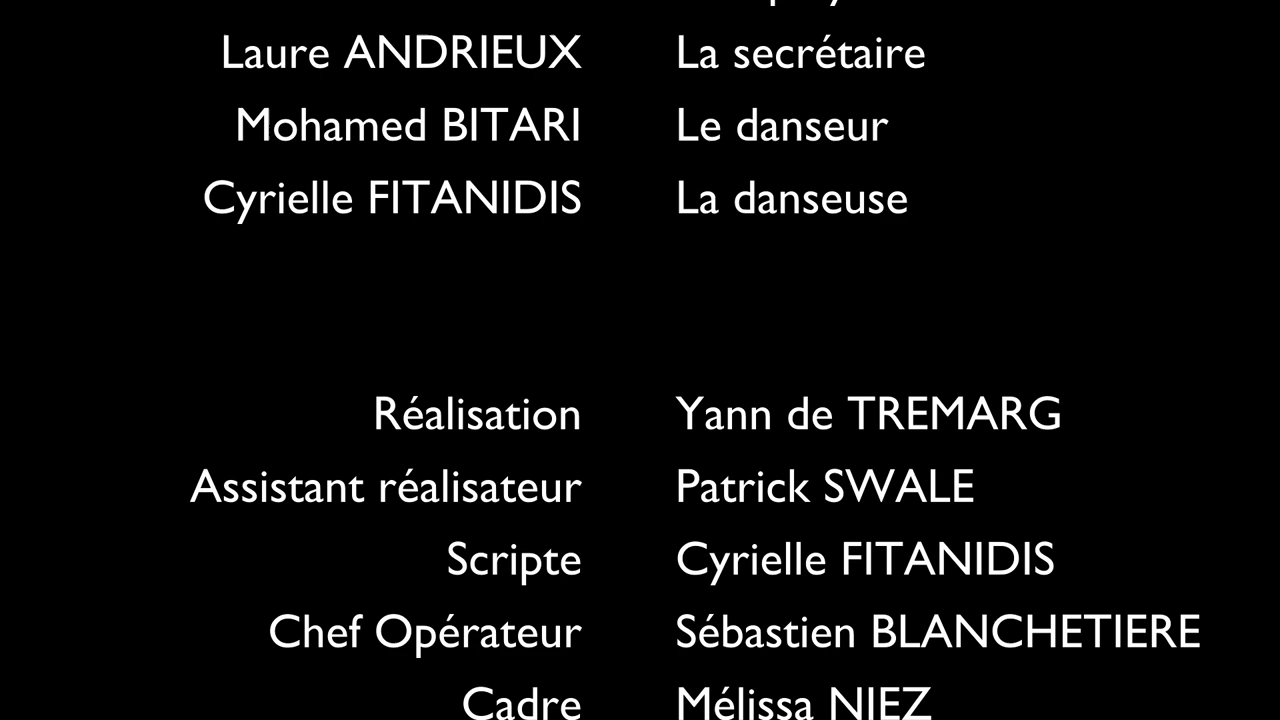 Laure ANDRIEUX La secrétaire
Mohamed BITARI Le danseur
Cyrielle FITANIDIS La danseuse
Réalisation Yann de TREMARG
Assistant réalisateur Patrick SWALE
Scripte Cyrielle FITANIDIS
Chef Opérateur Sébastien BLANCHETIERE
Cadre Mélissa NIEZ